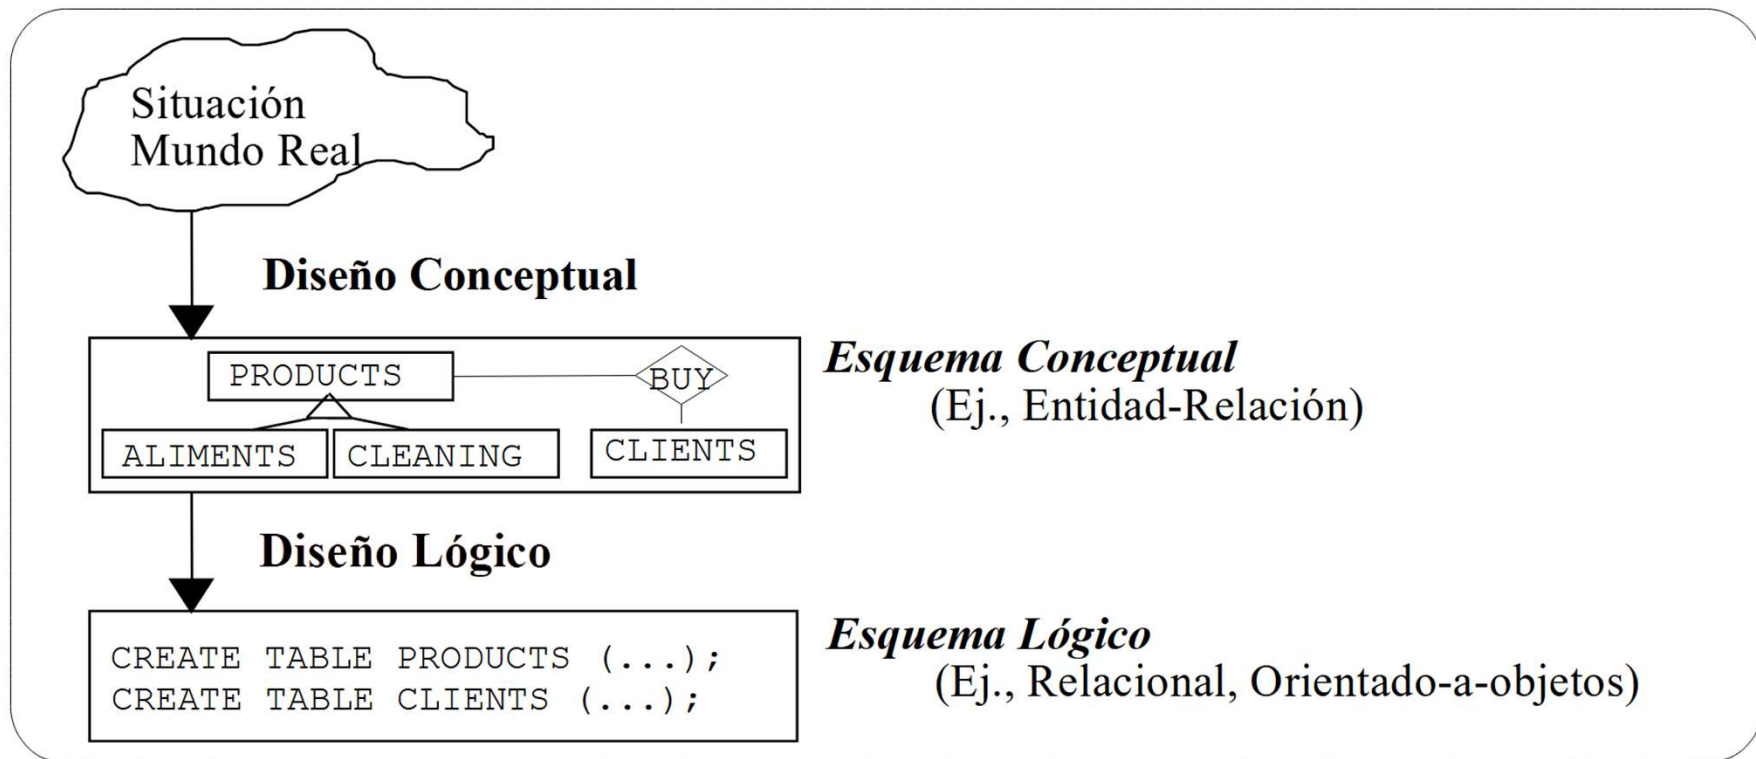 Situación
Mundo Real
Diseño Conceptual
PRODUCTS
BUY
ALIMENTS
CLEANING
CLIENTS
Esquema Conceptual
(Ej., Entidad-Relación)
Diseño Lógico
CREATE TABLE PRODUCTS (...);
CREATE TABLE CLIENTS (...);
Esquema Lógico
(Ej., Relacional, Orientado-a-objetos)